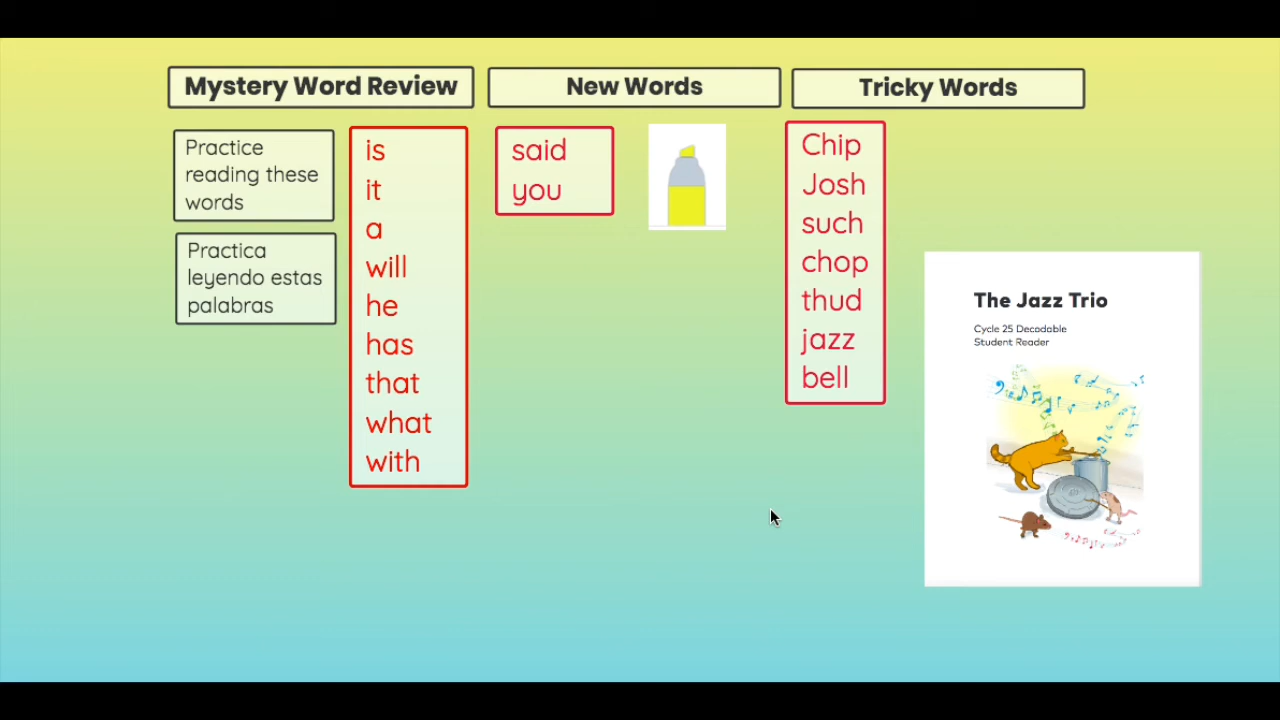 Mystery Word Review
Practice
reading these
words
Practica
leyendo estas
palabras
is
it
a
will
he
has
that
what
with
New Words
said
you
Tricky Words
Chip
Josh
such
chop
thud
jazz
bell
The Jazz Trio
Cycle 25 Decodable
Student Reader